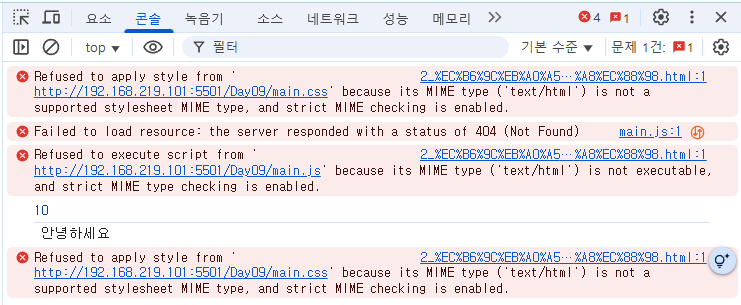 요소 콘솔 녹음기 소스 네트워크 성능 메모리 4 1
top 필터 기본 수준 문제 1건: 1
Refused to apply style from ' 2_%EC%B6%9C%EB%A0%A5…%A8%EC%88%98.html:1
http://192.168.219.101:5501/Day09/main.css' because its MIME type ('text/html') is not a
supported stylesheet MIME type, and strict MIME checking is enabled.
Failed to load resource: the server responded with a status of 404 (Not Found) main.js:1
Refused to execute script from ' 2_%EC%B6%9C%EB%A0%A5…%A8%EC%88%98.html:1
http://192.168.219.101:5501/Day09/main.js' because its MIME type ('text/html') is not executable,
and strict MIME type checking is enabled.
10
안녕하세요
Refused to apply style from ' 2_%EC%B6%9C%EB%A0%A5…%A8%EC%88%98.html:1
http://192.168.219.101:5501/Day09/main.css' because its MIME type ('text/html') is not a
supported stylesheet MIME type, and strict MIME checking is enabled.